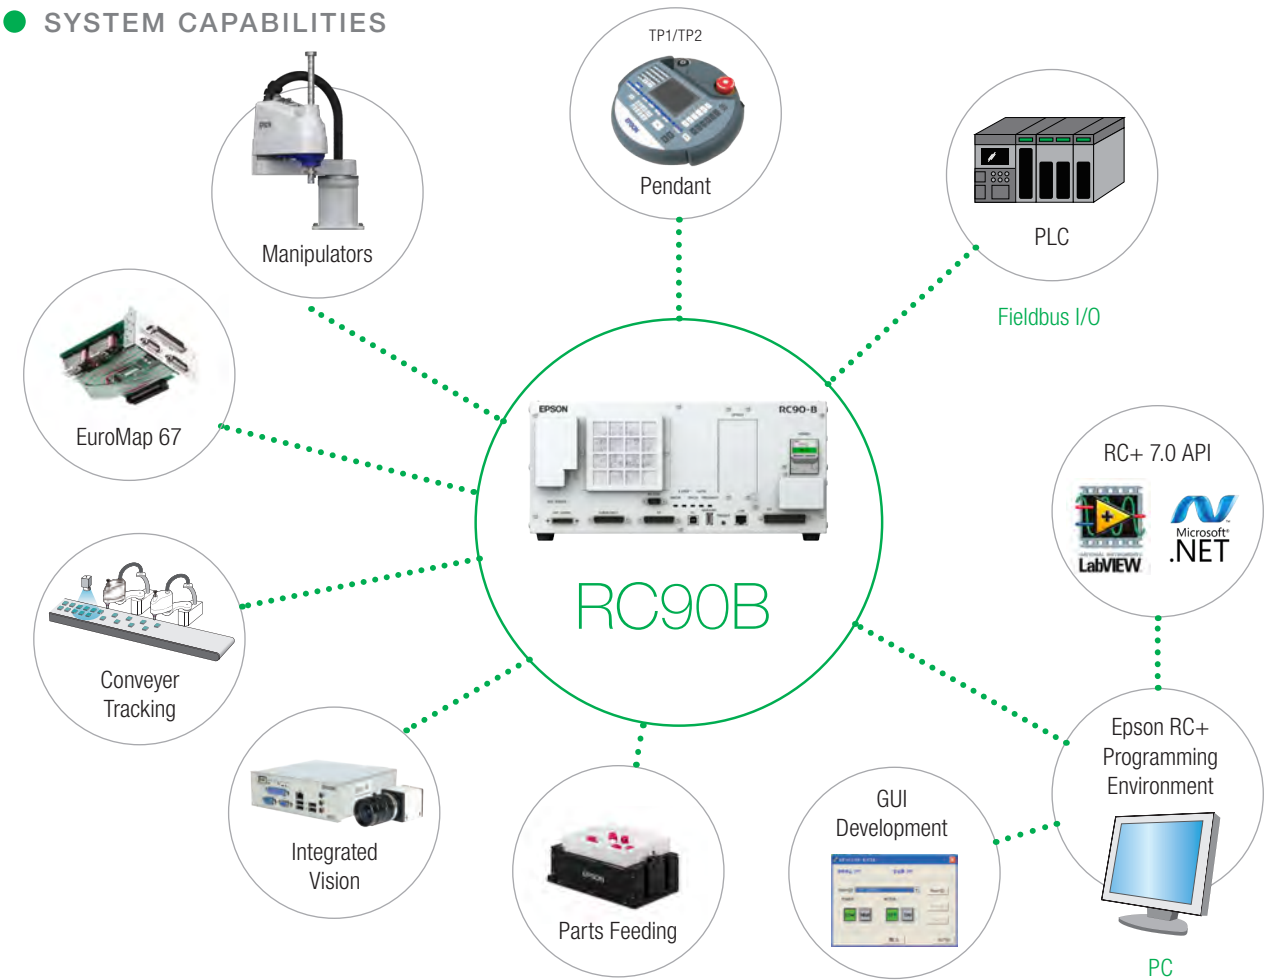 SYSTEM CAPABILITIES
TP1/TP2
Pendant
Manipulators
PLC
Fieldbus I/O
EuroMap 67
EPSON
RC90-B
RC90B
RC+ 7.0 API
LabVIEW
Microsoft®
.NET
Conveyer
Tracking
Integrated
Vision
EPSON
Parts Feeding
GUI
Development
Epson RC+
Programming
Environment
PC